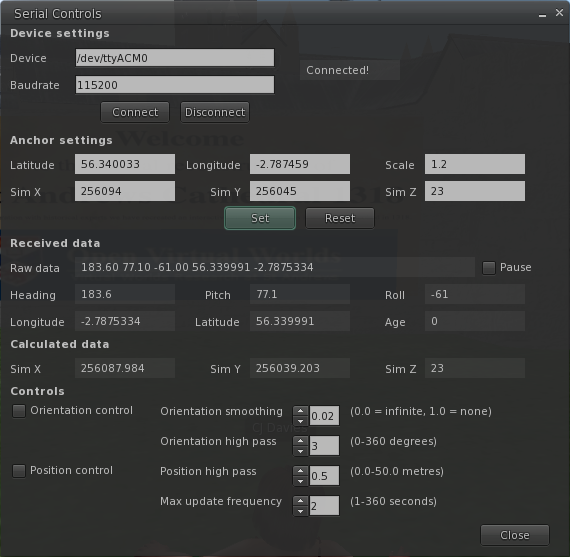 Serial Controls
Device settings
Device /dev/ttyACM0 Connected!
Baudrate 115200
Connect Disconnect
Anchor settings
Latitude 56.340033 Longitude -2.787459 Scale 1.2
Sim X 256094 Sim Y 256045 Sim Z 23
Set Reset
Received data
Raw data 183.60 77.10 -61.00 56.339991 -2.7875334 Pause
Heading 183.6 Pitch 77.1 Roll -61
Longitude -2.7875334 Latitude 56.339991 Age 0
Calculated data
Sim X 256087.984 Sim Y 256039.203 Sim Z 23
Controls
Orientation control Orientation smoothing 0.02 (0.0 = infinite, 1.0 = none)
Orientation high pass 3 (0-360 degrees)
Position control Position high pass 0.5 (0.0-50.0 metres)
Max update frequency 2 (1-360 seconds)
Close